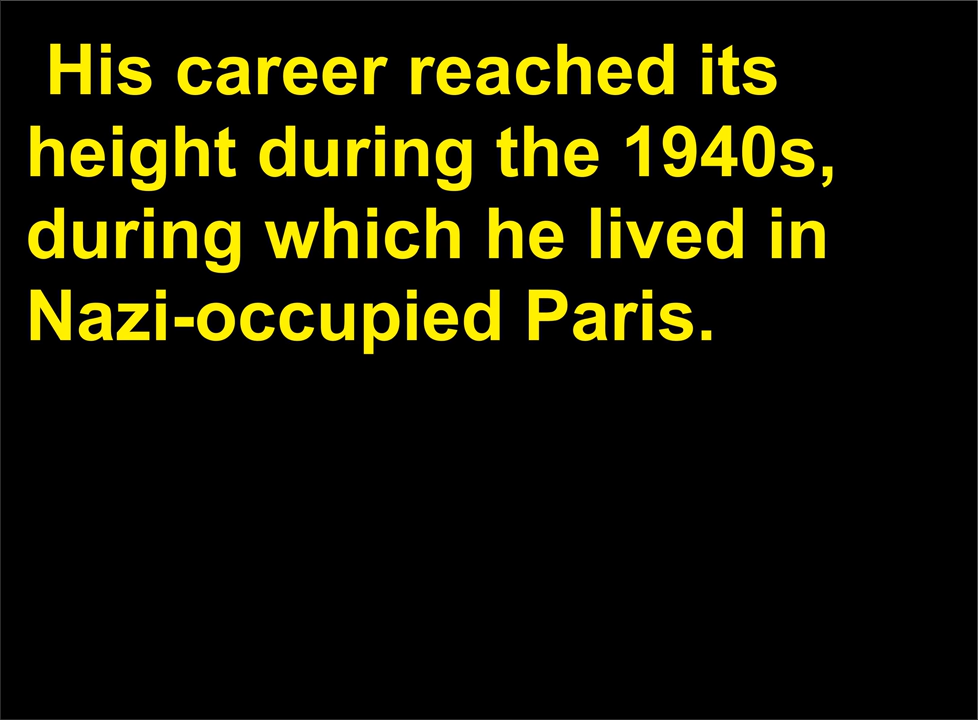 His career reached its
height during the 1940s,
during which he lived in
Nazi-occupied Paris.